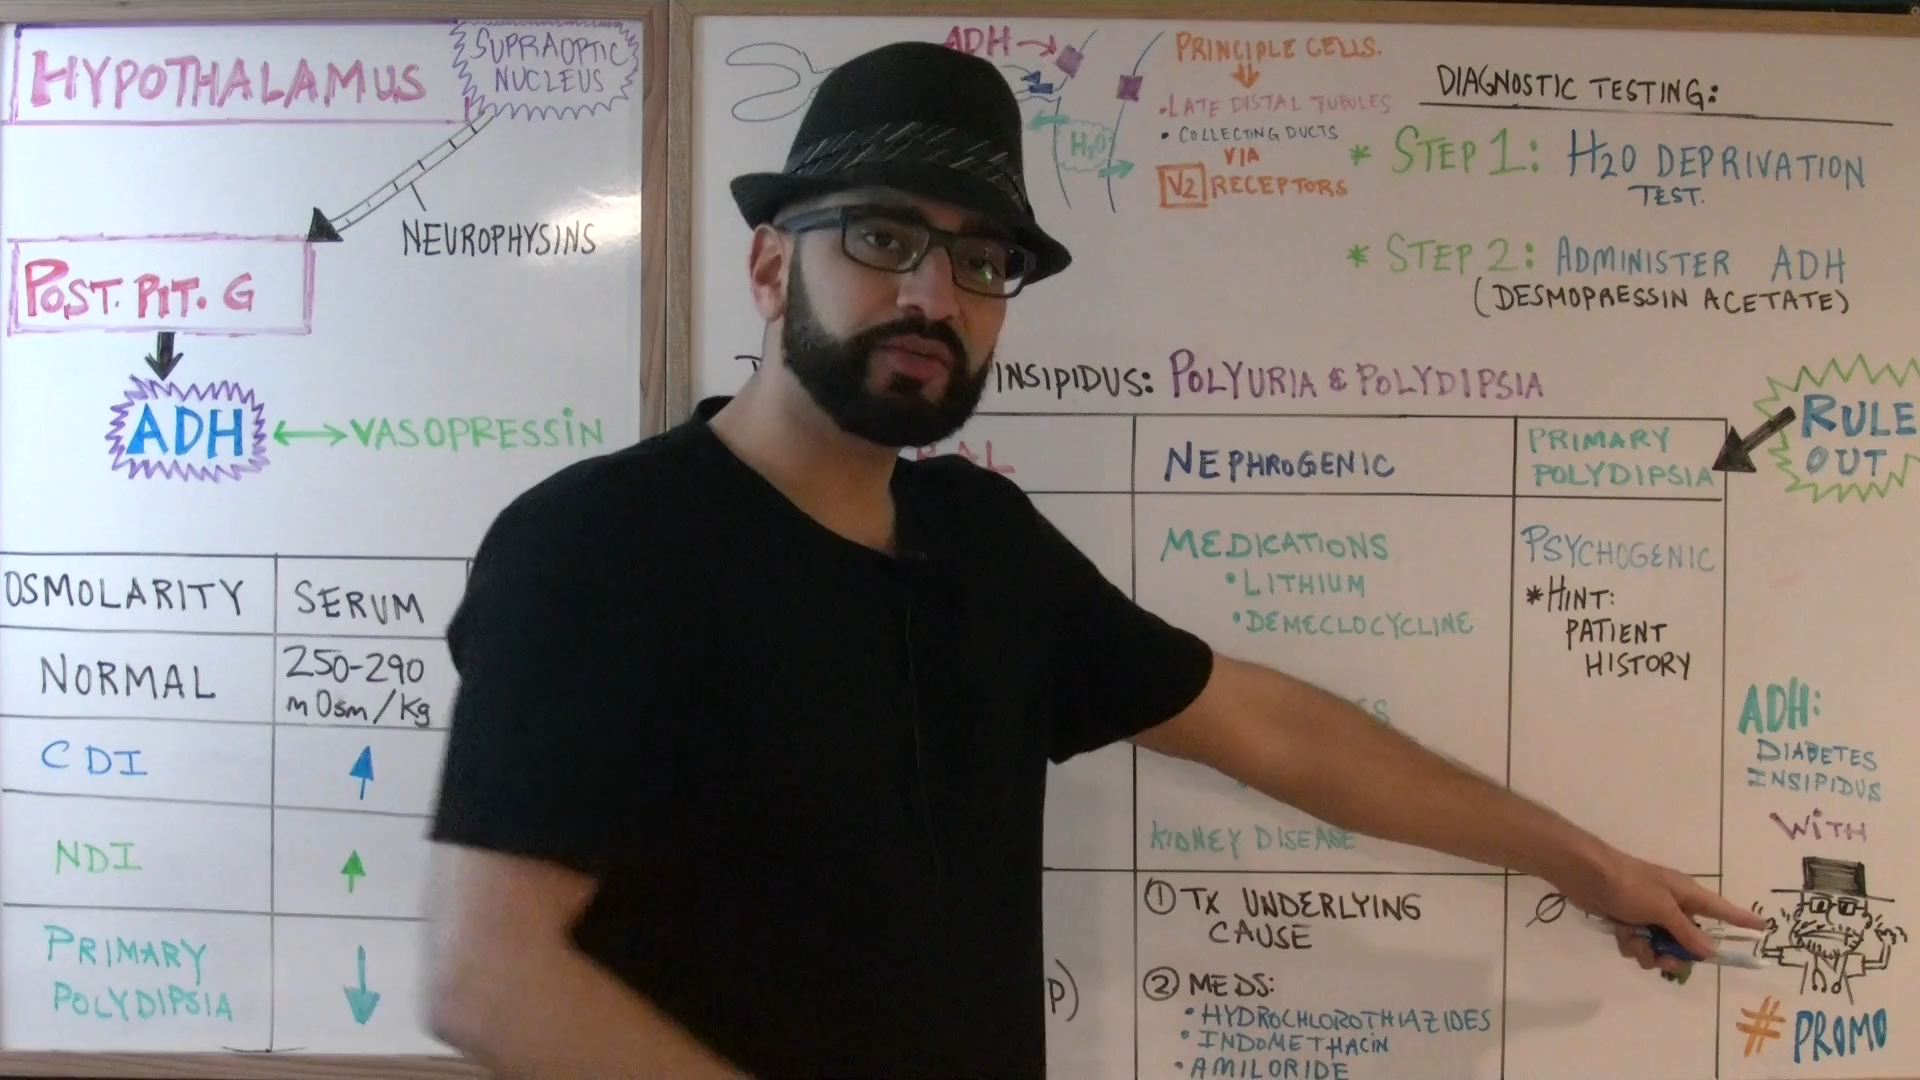 HYPOTHALAMUS
SUPRAOPTIC
NUCLEUS
NEUROPHYSINS
POST. PIT. G
ADH
VASOPRESSIN
OSMOLARITY
SERUM
NORMAL
250-290
mOsm/Kg
CDI
NDI
PRIMARY
POLYDIPSIA
ADH
H2O
PRINCIPLE CELLS.
•LATE DISTAL TUBULES
• COLLECTING DUCTS
VIA
V2 RECEPTORS
DIAGNOSTIC TESTING:
* STEP 1: H2O DEPRIVATION
TEST.
* STEP 2: ADMINISTER ADH
(DESMOPRESSIN ACETATE)
INSIPIDUS: POLYURIA & POLYDIPSIA
RULE
OUT
NEPHROGENIC
PRIMARY
POLYDIPSIA
MEDICATIONS
• LITHIUM
• DEMECLOCYCLINE
KIDNEY DISEASE
PSYCHOGENIC
*HINT:
PATIENT
HISTORY
① TX UNDERLYING
CAUSE
② MEDS:
• HYDROCHLOROTHIAZIDES
• INDOMETHACIN
• AMILORIDE
P)
Ø
ADH:
DIABETES
INSIPIDUS
WITH
# PROMO